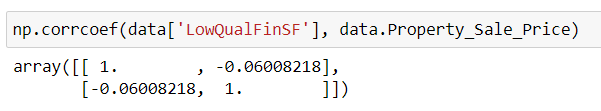 np.corrcoef(data['LowQualFinSF'], data.Property_Sale_Price)
array([[ 1.        , -0.06008218],
       [-0.06008218,  1.        ]])